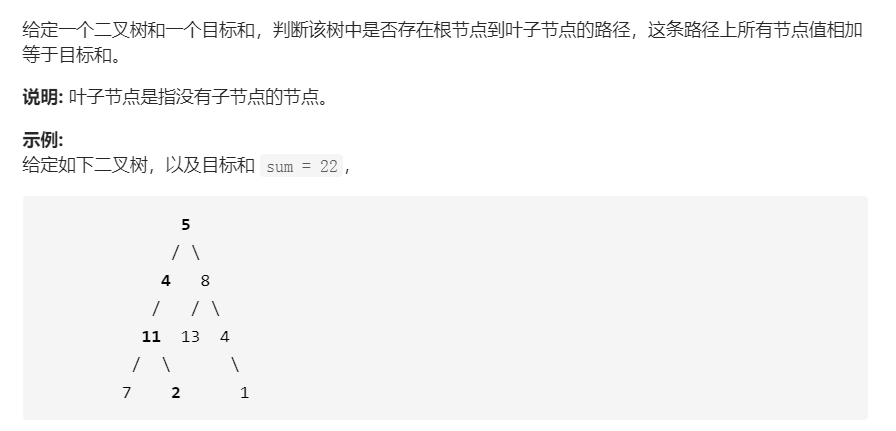 给定一个二叉树和一个目标和，判断该树中是否存在根节点到叶子节点的路径，这条路径上所有节点值相加
等于目标和。
说明: 叶子节点是指没有子节点的节点。
示例:
给定如下二叉树，以及目标和 sum = 22，
5
/ \
4 8
/ / \
11 13 4
/ \ \
7 2 1